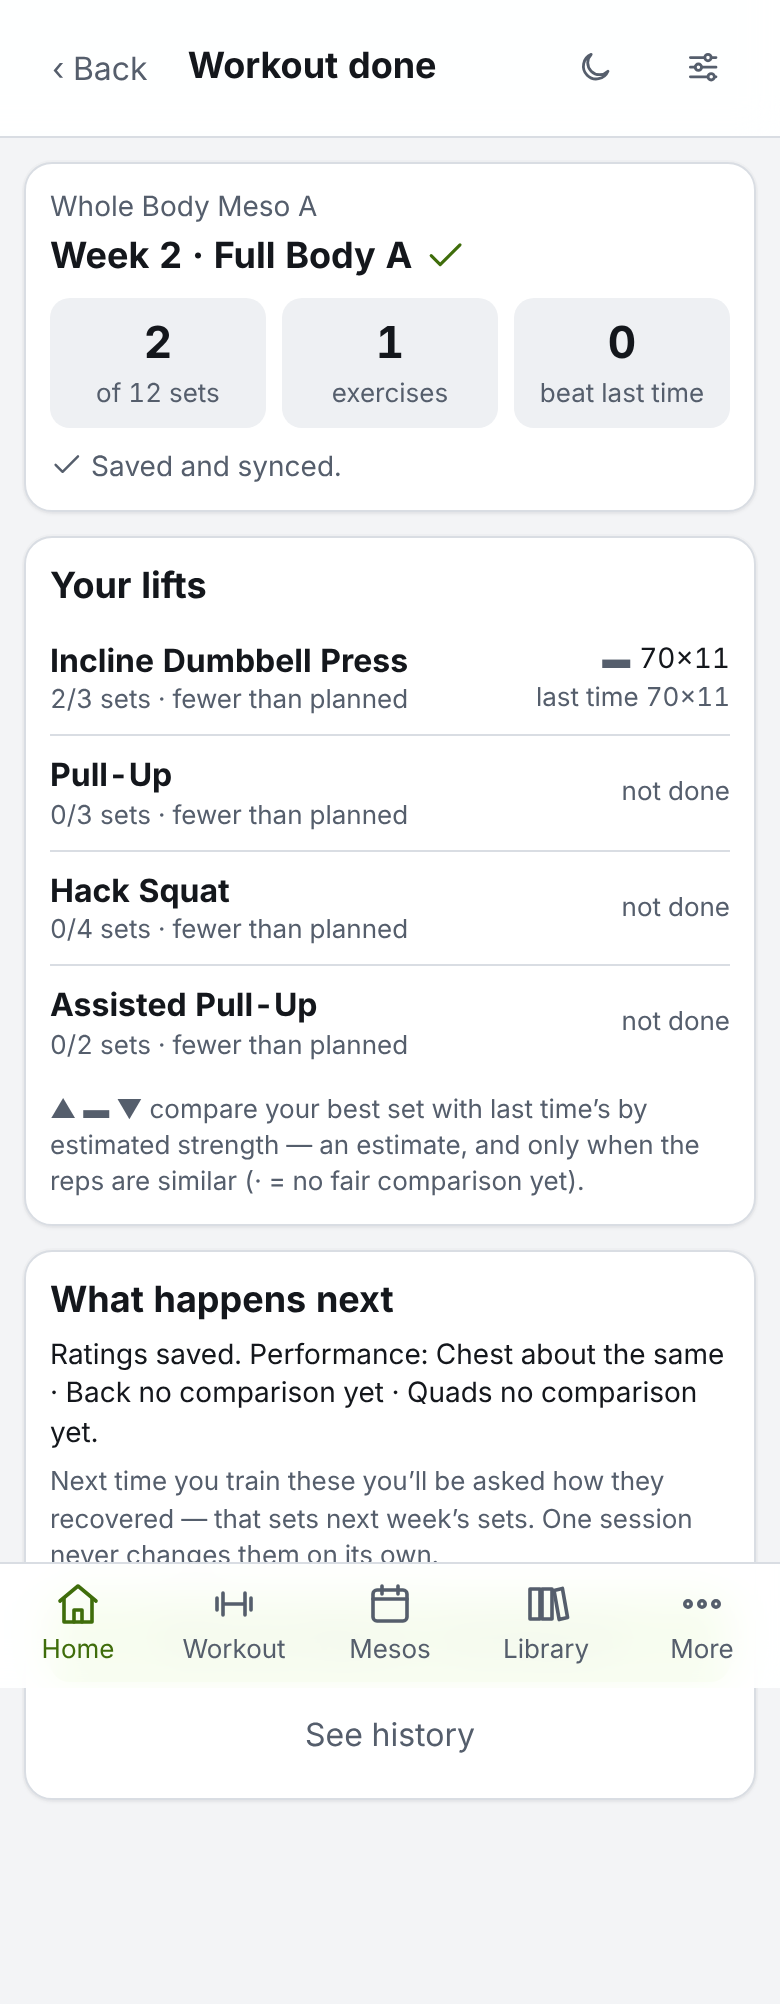 ‹ Back
Workout done
Whole Body Meso A
Week 2 · Full Body A ✓
2
of 12 sets
1
exercises
0
beat last time
✓ Saved and synced.
Your lifts
Incline Dumbbell Press
2/3 sets · fewer than planned
▬ 70×11
last time 70×11
Pull-Up
0/3 sets · fewer than planned
not done
Hack Squat
0/4 sets · fewer than planned
not done
Assisted Pull-Up
0/2 sets · fewer than planned
not done
▲ ▬ ▼ compare your best set with last time’s by
estimated strength — an estimate, and only when the
reps are similar (· = no fair comparison yet).
What happens next
Ratings saved. Performance: Chest about the same
· Back no comparison yet · Quads no comparison
yet.
Next time you train these you’ll be asked how they
recovered — that sets next week’s sets. One session
never changes them on its own.
Home
Workout
Mesos
Library
More
See history